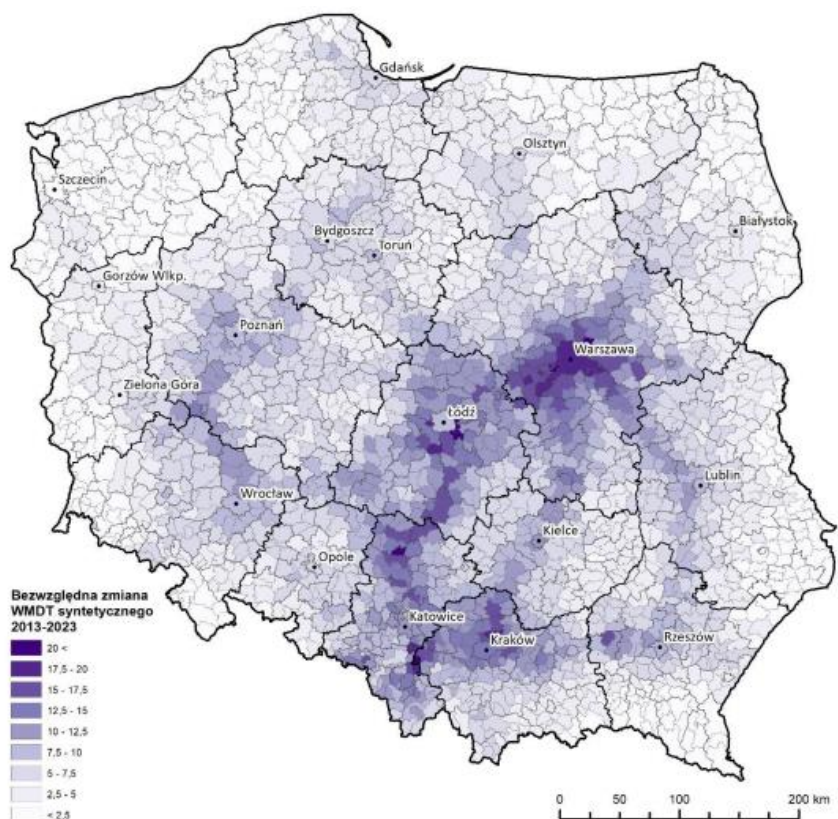 Gdańsk
Olsztyn
Szczecin
Białystok
Bydgoszcz
Toruń
Gorzów Wlkp.
Poznań
Warszawa
Zielona Góra
Łódź
Lublin
Wrocław
Kielce
Opole
Bezwzględna zmiana
WMDT syntetycznego
2013-2023
20 <
17,5 - 20
15 - 17,5
12,5 - 15
10 - 12,5
7,5 - 10
5 - 7,5
2,5 - 5
< 2,5
Katowice
Kraków
Rzeszów
0 50 100 200 km